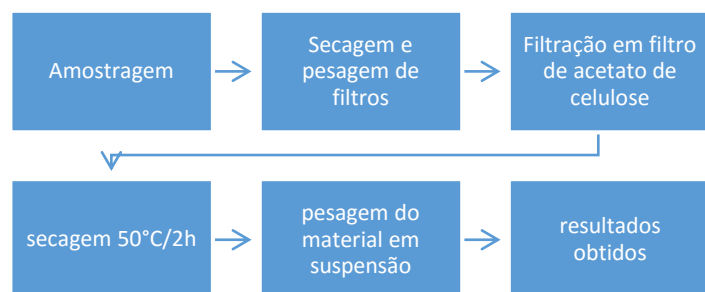 Amostragem
Secagem e
pesagem de
filtros
Filtração em filtro
de acetato de
celulose
secagem 50°C/2h
pesagem do
material em
suspensão
resultados
obtidos